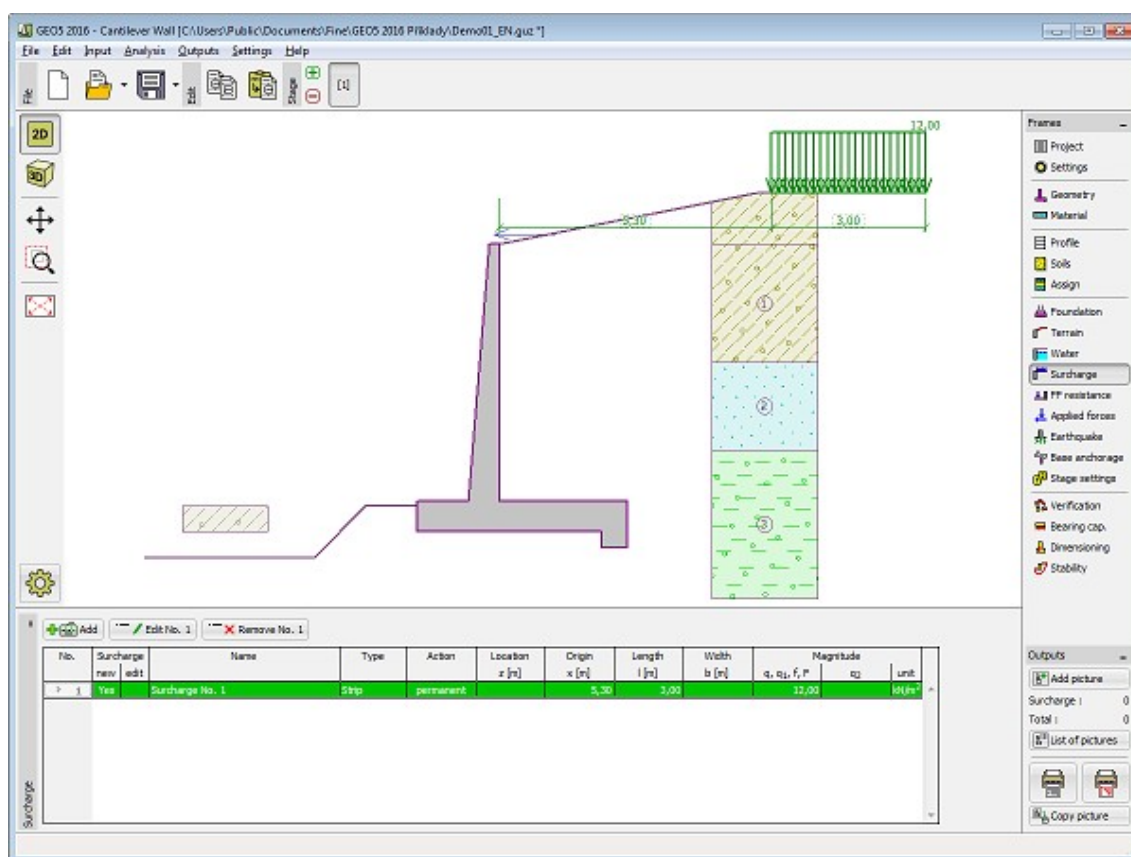 GEO5 2016 - Cantilever Wall [C:\Users\Public\Documents\Fine\GEO5 2016 Příklady\Demo01_EN.guz *]
File Edit Input Analysis Outputs Settings Help
File Edit Stage [1]
2D
3D
12,00
5,30 3,00
1
2
3
Frames
Project
Settings
Geometry
Material
Profile
Soils
Assign
Foundation
Terrain
Water
Surcharge
FF resistance
Applied forces
Earthquake
Base anchorage
Stage settings
Verification
Bearing cap.
Dimensioning
Stability
Add Edit No. 1 Remove No. 1
No. Surcharge Name Type Action Location Origin Length Width Magnitude
new edit z [m] x [m] l [m] b [m] q, q1, f, F q2 unit
1 Yes Surcharge No. 1 Strip permanent 5,30 3,00 12,00 kN/m²
Surcharge
Outputs
Add picture
Surcharge : 0
Total : 0
List of pictures
Copy picture